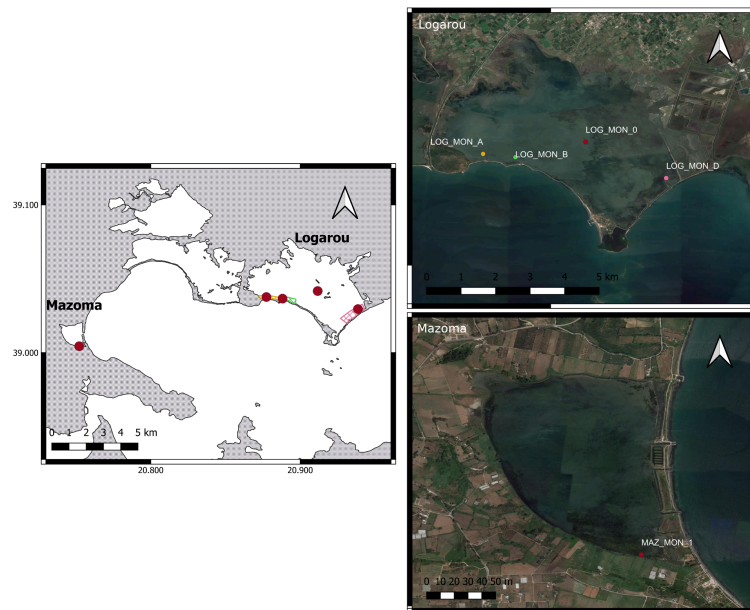 39.100
39.000
Logarou
Mazoma
0 1 2 3 4 5 km
20.800 20.900
Logarou
LOG_MON_0
LOG_MON_A
LOG_MON_B
LOG_MON_D
0 1 2 3 4 5 km
Mazoma
MAZ_MON_1
0 10 20 30 40 50 m